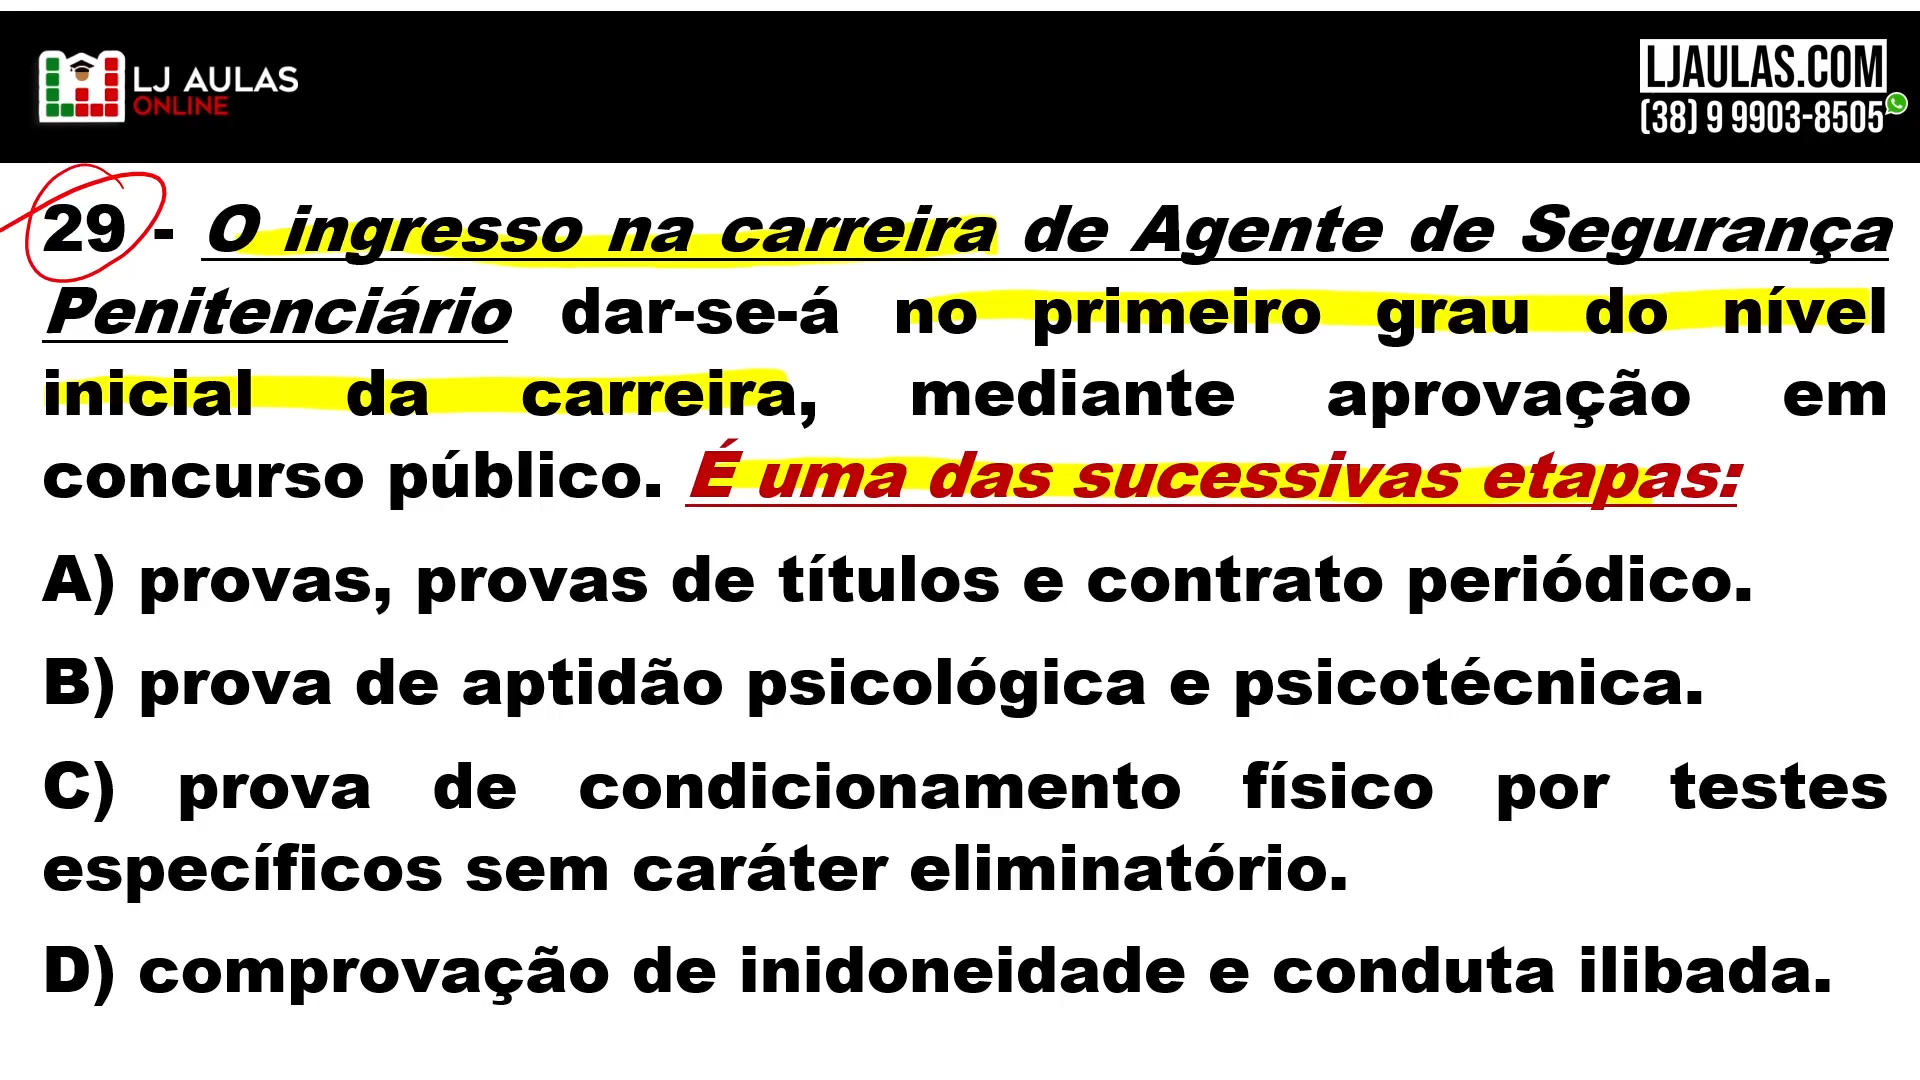 LJ AULAS
ONLINE
LJAULAS.COM
(38) 9 9903-8505
29 - O ingresso na carreira de Agente de Segurança
Penitenciário dar-se-á no primeiro grau do nível
inicial da carreira, mediante aprovação em
concurso público. É uma das sucessivas etapas:
A) provas, provas de títulos e contrato periódico.
B) prova de aptidão psicológica e psicotécnica.
C) prova de condicionamento físico por testes
específicos sem caráter eliminatório.
D) comprovação de inidoneidade e conduta ilibada.